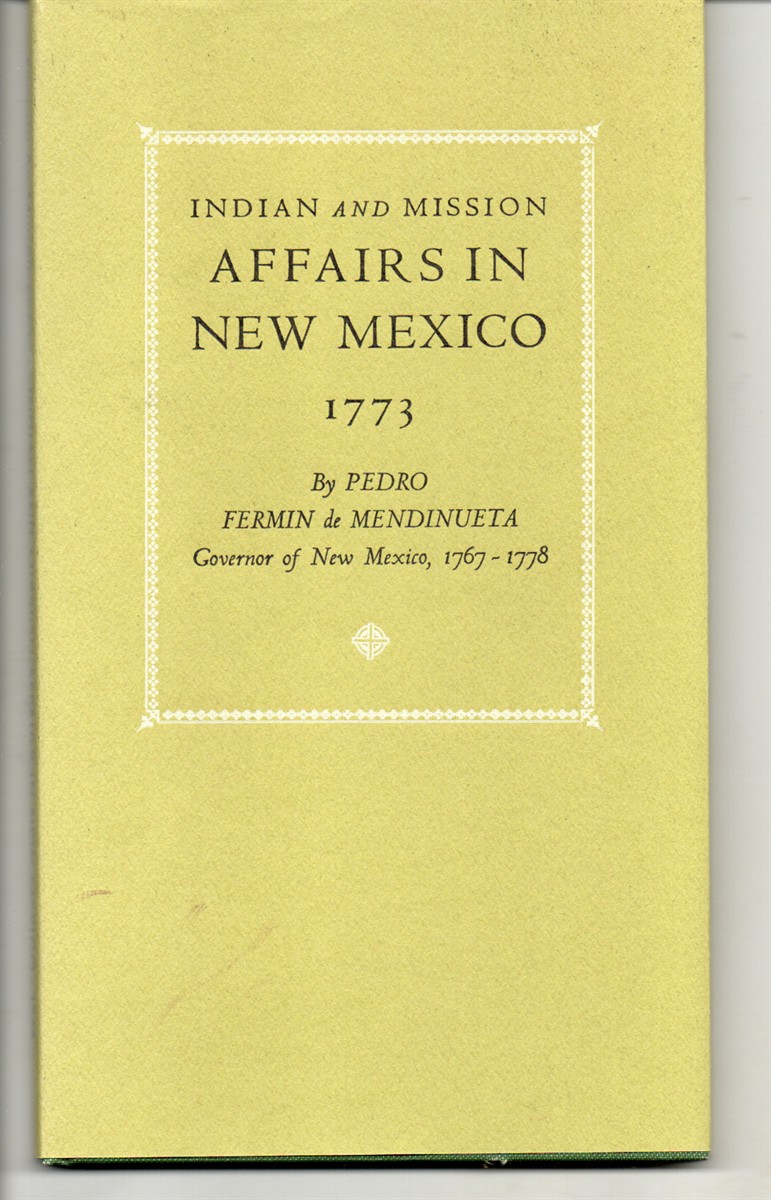 INDIAN AND MISSION
AFFAIRS IN
NEW MEXICO
1773
By PEDRO
FERMIN de MENDINUETA
Governor of New Mexico, 1767 - 1778